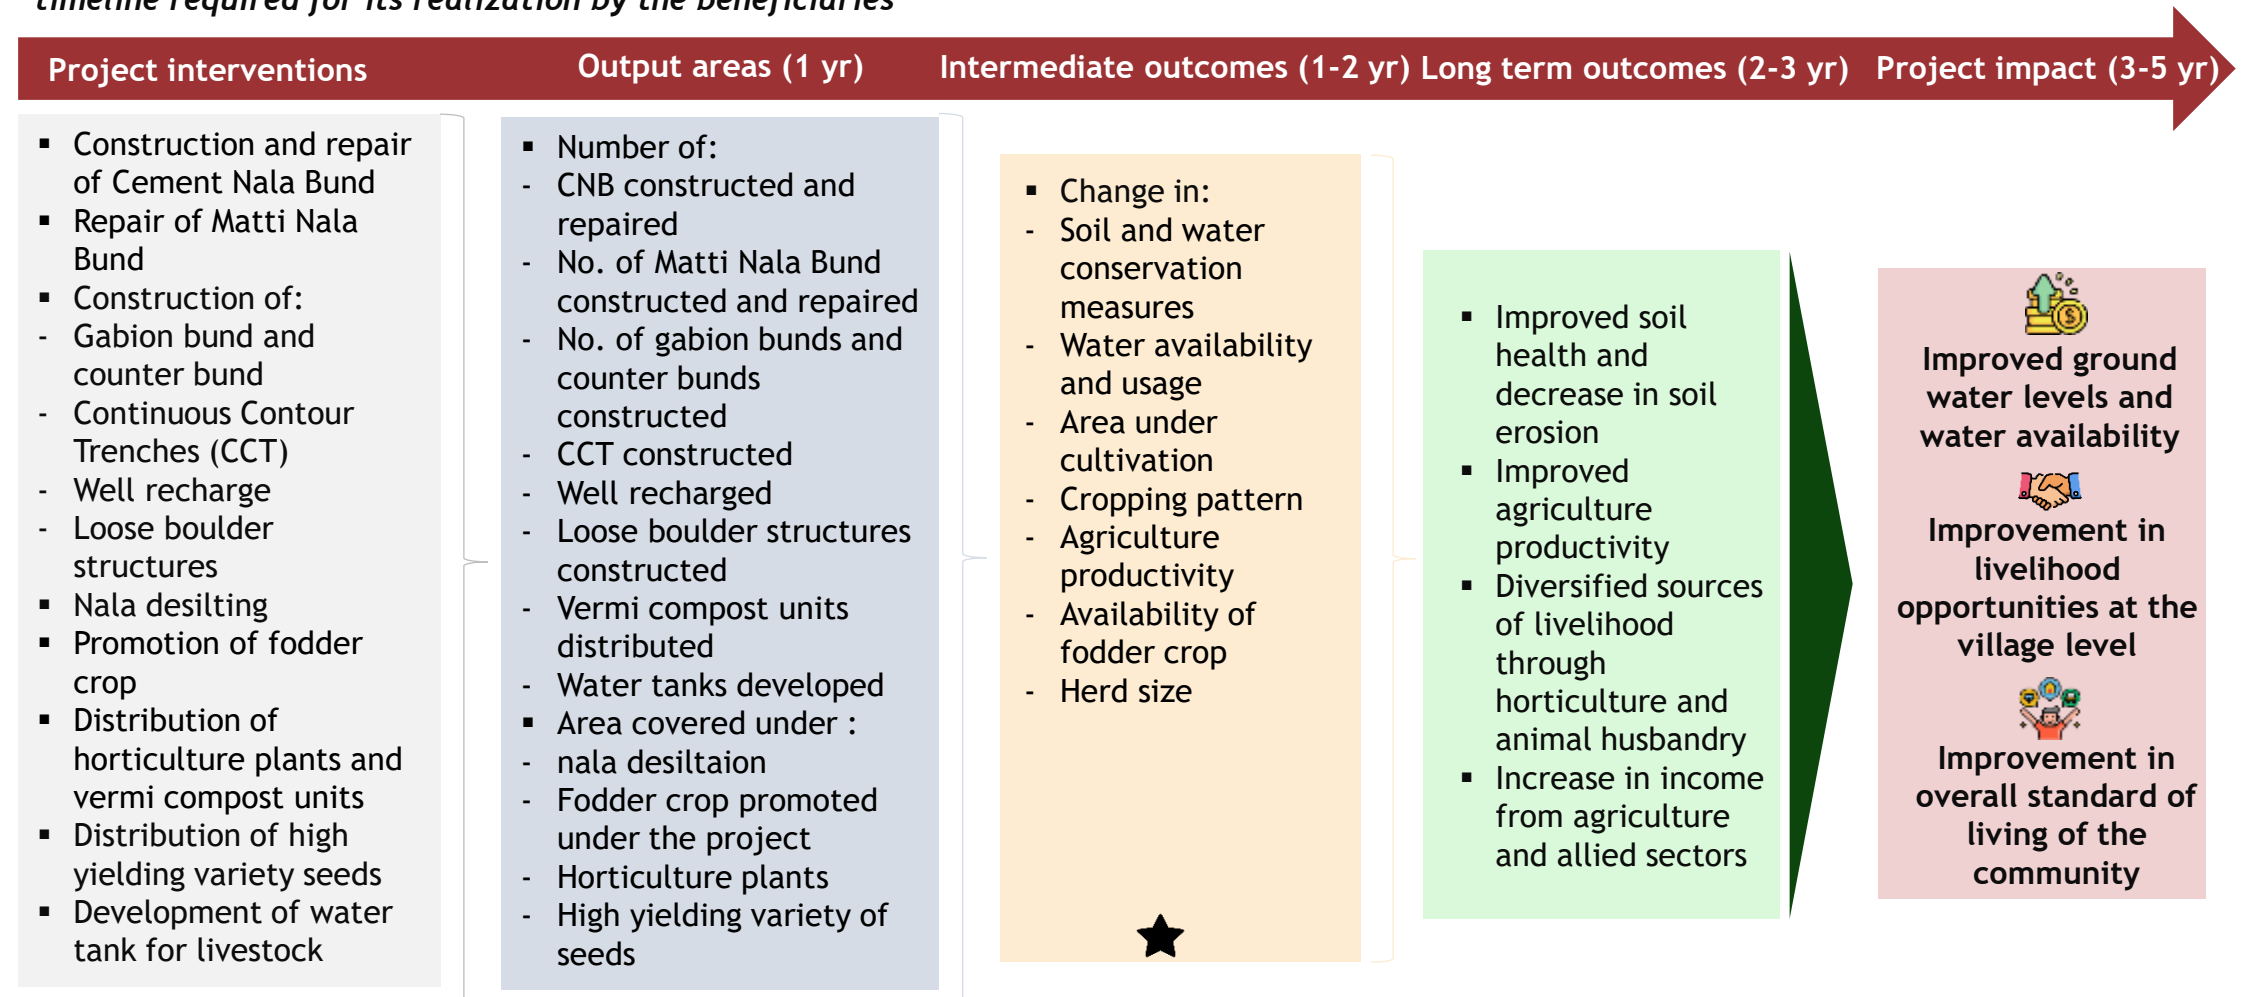 timeline required for its realization by the beneficiaries
Project interventions
Output areas (1 yr)
Intermediate outcomes (1-2 yr)
Long term outcomes (2-3 yr)
Project impact (3-5 yr)
▪ Construction and repair
of Cement Nala Bund
▪ Repair of Matti Nala
Bund
▪ Construction of:
- Gabion bund and
counter bund
- Continuous Contour
Trenches (CCT)
- Well recharge
- Loose boulder
structures
▪ Nala desilting
▪ Promotion of fodder
crop
▪ Distribution of
horticulture plants and
vermi compost units
▪ Distribution of high
yielding variety seeds
▪ Development of water
tank for livestock
▪ Number of:
- CNB constructed and
repaired
- No. of Matti Nala Bund
constructed and repaired
- No. of gabion bunds and
counter bunds
constructed
- CCT constructed
- Well recharged
- Loose boulder structures
constructed
- Vermi compost units
distributed
- Water tanks developed
▪ Area covered under :
- nala desiltaion
- Fodder crop promoted
under the project
- Horticulture plants
- High yielding variety of
seeds
▪ Change in:
- Soil and water
conservation
measures
- Water availability
and usage
- Area under
cultivation
- Cropping pattern
- Agriculture
productivity
- Availability of
fodder crop
- Herd size
▪ Improved soil
health and
decrease in soil
erosion
▪ Improved
agriculture
productivity
▪ Diversified sources
of livelihood
through
horticulture and
animal husbandry
▪ Increase in income
from agriculture
and allied sectors
Improved ground
water levels and
water availability
Improvement in
livelihood
opportunities at the
village level
Improvement in
overall standard of
living of the
community